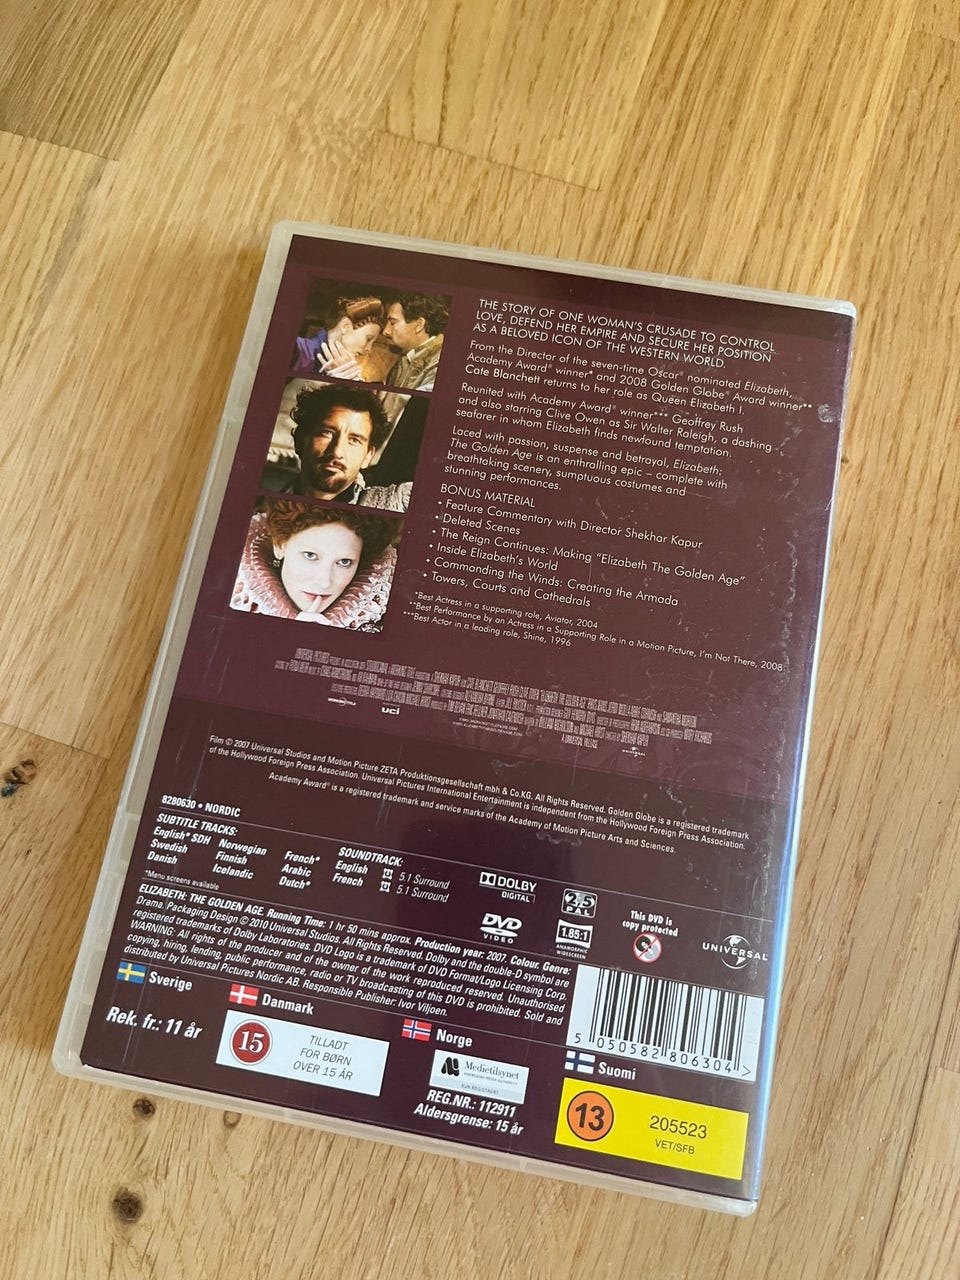 THE STORY OF ONE WOMAN'S CRUSADE TO CONTROL
LOVE, DEFEND HER EMPIRE AND SECURE HER POSITION
AS A BELOVED ICON OF THE WESTERN WORLD.
From the Director of the seven-time Oscar® nominated Elizabeth,
Academy Award® winner* and 2008 Golden Globe® Award winner**
Cate Blanchett returns to her role as Queen Elizabeth I.
Reunited with Academy Award® winner*** Geoffrey Rush
and also starring Clive Owen as Sir Walter Raleigh, a dashing
seafarer in whom Elizabeth finds newfound temptation.
Laced with passion, suspense and betrayal, Elizabeth:
The Golden Age is an enthralling epic – complete with
breathtaking scenery, sumptuous costumes and
stunning performances.
BONUS MATERIAL
• Feature Commentary with Director Shekhar Kapur
• Deleted Scenes
• The Reign Continues: Making "Elizabeth The Golden Age"
• Inside Elizabeth's World
• Commanding the Winds: Creating the Armada
• Towers, Courts and Cathedrals
*Best Actress in a supporting role, Aviator, 2004
**Best Performance by an Actress in a Supporting Role in a Motion Picture, I'm Not There, 2008
***Best Actor in a leading role, Shine, 1996
uci
UNIVERSAL
Film © 2007 Universal Studios and Motion Picture ZETA Produktionsgesellschaft mbh & Co.KG. All Rights Reserved. Golden Globe is a registered trademark
of the Hollywood Foreign Press Association. Universal Pictures International Entertainment is independent from the Hollywood Foreign Press Association.
Academy Award® is a registered trademark and service marks of the Academy of Motion Picture Arts and Sciences.
8280630 • NORDIC
SUBTITLE TRACKS:
English* SDH Norwegian French*
Swedish Finnish Arabic
Danish Icelandic Dutch*
*Menu screens available
SOUNDTRACK:
English 5.1 Surround
French 5.1 Surround
DOLBY
DIGITAL
DVD
VIDEO
2,5
PAL
1.85:1
ANAMORPHIC
WIDESCREEN
This DVD is
copy protected
UNIVERSAL
ELIZABETH: THE GOLDEN AGE. Running Time: 1 hr 50 mins approx. Production year: 2007. Colour. Genre:
Drama. Packaging Design © 2010 Universal Studios. All Rights Reserved. Dolby and the double-D symbol are
registered trademarks of Dolby Laboratories. DVD Logo is a trademark of DVD Format/Logo Licensing Corp.
WARNING: All rights of the producer and of the owner of the work reproduced reserved. Unauthorised
copying, hiring, lending, public performance, radio or TV broadcasting of this DVD is prohibited. Sold and
distributed by Universal Pictures Nordic AB. Responsible Publisher: Ivor Viljoen.
5 050582 806304 >
Sverige
Rek. fr.: 11 år
Danmark
15
TILLADT
FOR BØRN
OVER 15 ÅR
Norge
Medietilsynet
NORWEGIAN MEDIA AUTHORITY
KUN REGISTRERT
REG.NR.: 112911
Aldersgrense: 15 år
Suomi
13
205523
VET/SFB